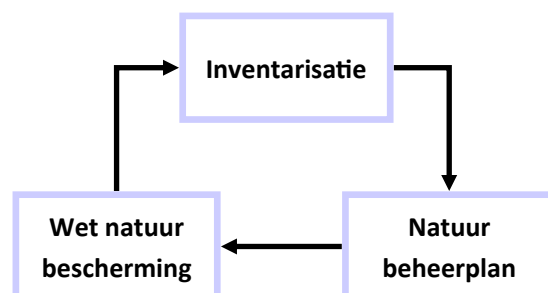 Inventarisatie
Wet natuur
bescherming
Natuur
beheerplan